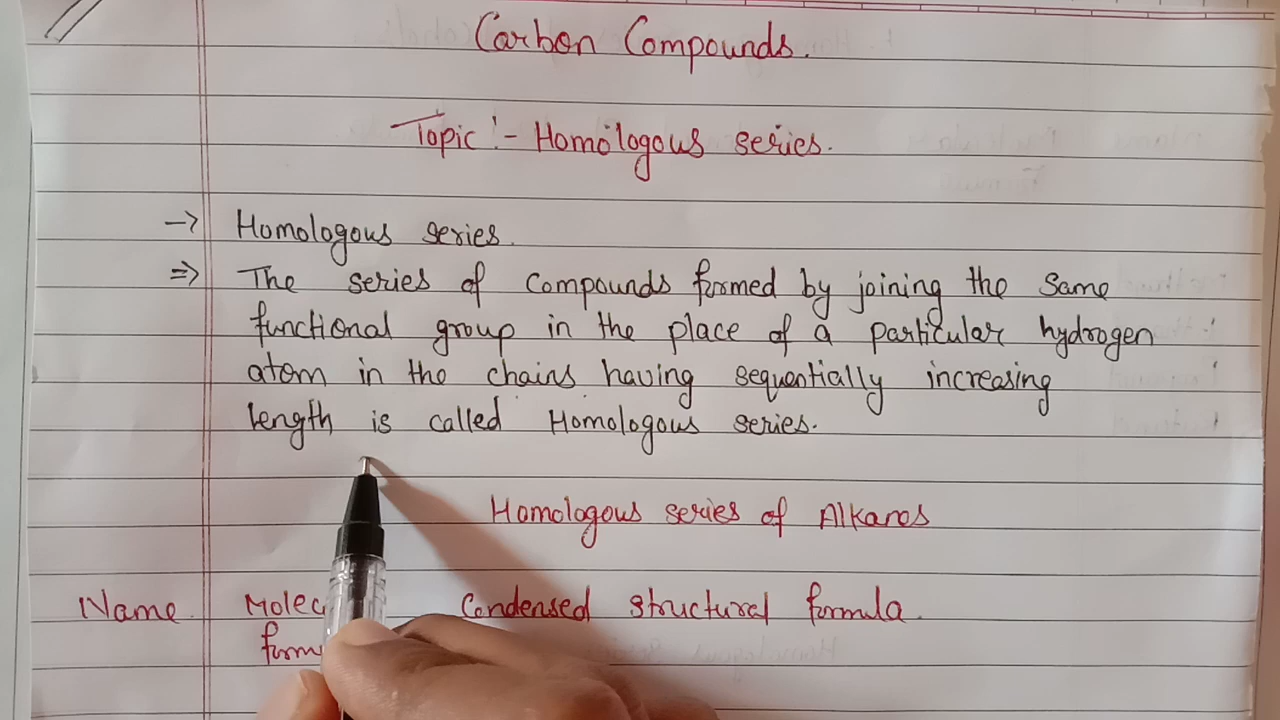 Carbon Compounds.
Topic :- Homologous series.
→ Homologous series.
⇒ The series of compounds formed by joining the same
functional group in the place of a particular hydrogen
atom in the chains having sequentially increasing
length is called Homologous series.
Homologous series of Alkanes
Name. Molec Condensed structural formula.
form